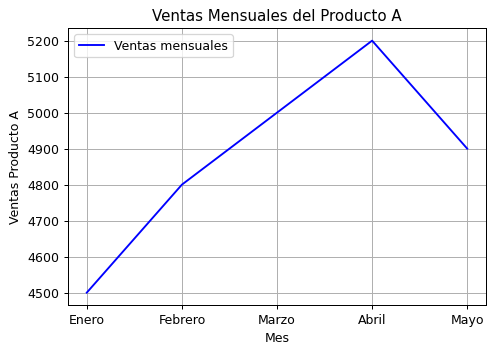 Ventas Mensuales del Producto A
Ventas mensuales
Ventas Producto A
5200
5100
5000
4900
4800
4700
4600
4500
Enero Febrero Marzo Abril Mayo
Mes